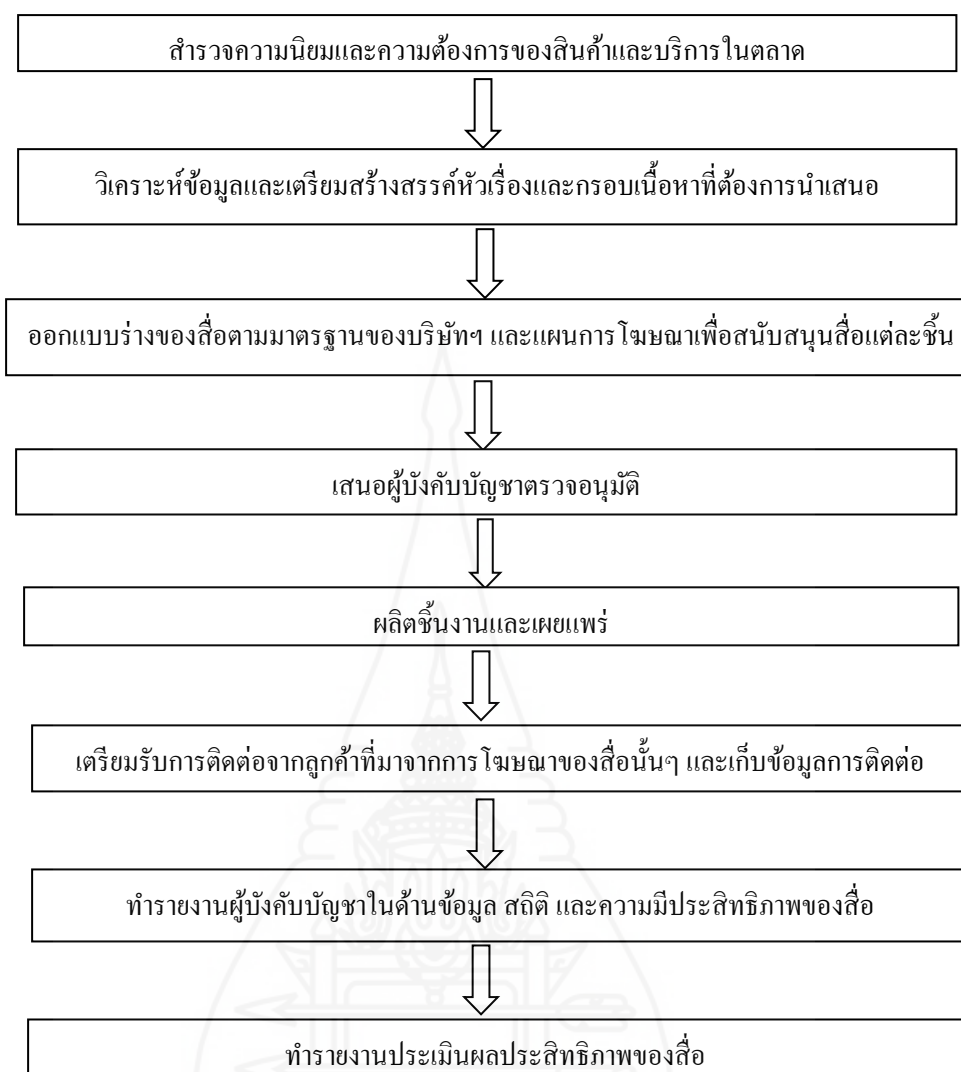 สำรวจความนิยมและความต้องการของสินค้าและบริการในตลาด
วิเคราะห์ข้อมูลและเตรียมสร้างสรรค์หัวเรื่องและกรอบเนื้อหาที่ต้องการนำเสนอ
ออกแบบร่างของสื่อตามมาตรฐานของบริษัทฯ และแผนการโฆษณาเพื่อสนับสนุนสื่อแต่ละชิ้น
เสนอผู้บังคับบัญชาตรวจอนุมัติ
ผลิตชิ้นงานและเผยแพร่
เตรียมรับการติดต่อจากลูกค้าที่มาจากการโฆษณาของสื่อนั้นๆ และเก็บข้อมูลการติดต่อ
ทำรายงานผู้บังคับบัญชาในด้านข้อมูล สถิติ และความมีประสิทธิภาพของสื่อ
ทำรายงานประเมินผลประสิทธิภาพของสื่อ